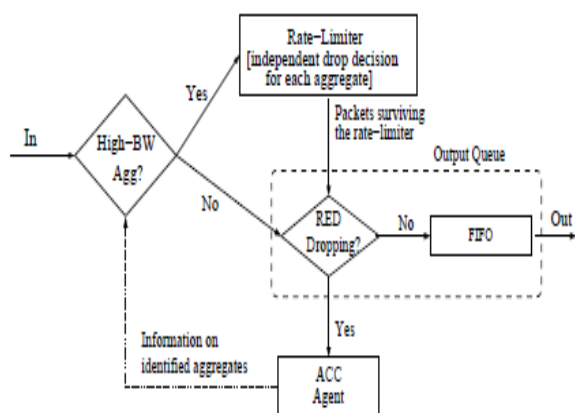 Rate-Limiter
[independent drop decision
for each aggregate]
Yes
Packets surviving
the rate-limiter
In
High-BW
Agg?
Output Queue
No
RED
Dropping?
No
FIFO
Out
Yes
Information on
identified aggregates
ACC
Agent